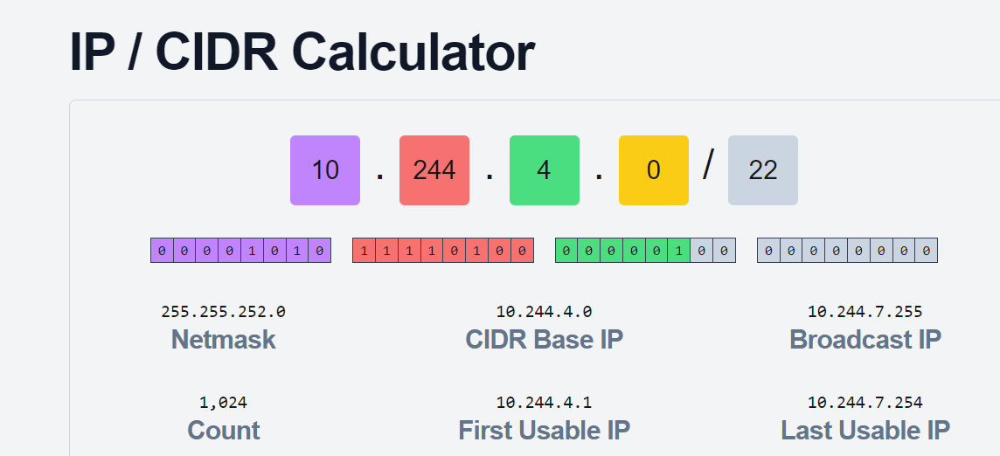 IP / CIDR Calculator
10 . 244 . 4 . 0 / 22
0 0 0 0 1 0 1 0 1 1 1 1 0 1 0 0 0 0 0 0 0 1 0 0 0 0 0 0 0 0 0 0
255.255.252.0 10.244.4.0 10.244.7.255
Netmask CIDR Base IP Broadcast IP
1,024 10.244.4.1 10.244.7.254
Count First Usable IP Last Usable IP